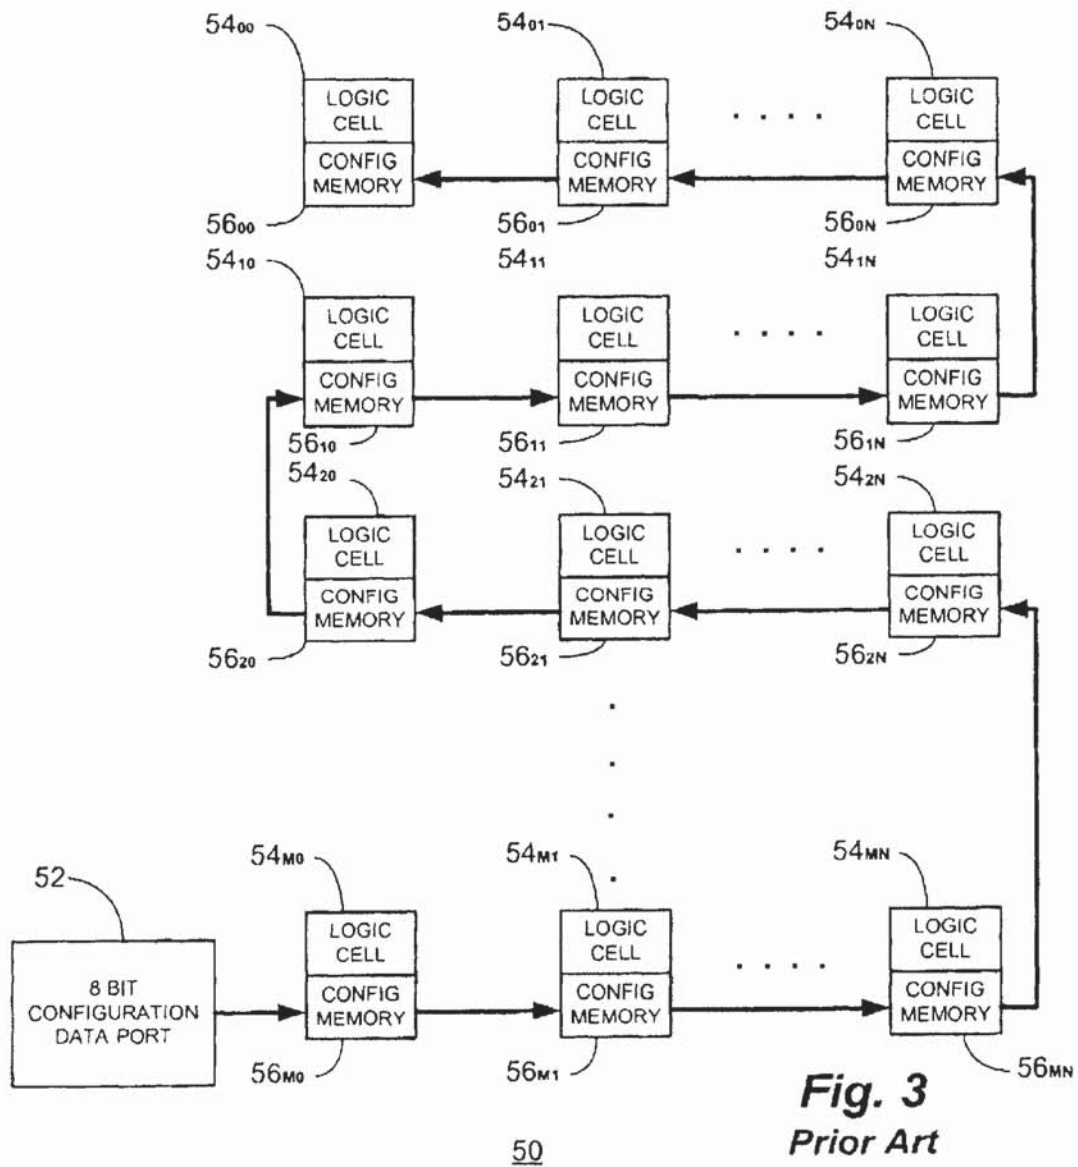 54₀₀ 54₀₁ 54₀N
LOGIC CELL LOGIC CELL . . . . LOGIC CELL
CONFIG MEMORY CONFIG MEMORY CONFIG MEMORY
56₀₀ 56₀₁ 56₀N
54₁₀ 54₁₁ 54₁N
LOGIC CELL LOGIC CELL . . . . LOGIC CELL
CONFIG MEMORY CONFIG MEMORY CONFIG MEMORY
56₁₀ 56₁₁ 56₁N
54₂₀ 54₂₁ 54₂N
LOGIC CELL LOGIC CELL . . . . LOGIC CELL
CONFIG MEMORY CONFIG MEMORY CONFIG MEMORY
56₂₀ 56₂₁ 56₂N
52 54M₀ 54M₁ 54MN
LOGIC CELL LOGIC CELL . . . . LOGIC CELL
8 BIT
CONFIGURATION
DATA PORT
CONFIG MEMORY CONFIG MEMORY CONFIG MEMORY
56M₀ 56M₁ 56MN
Fig. 3
Prior Art
50